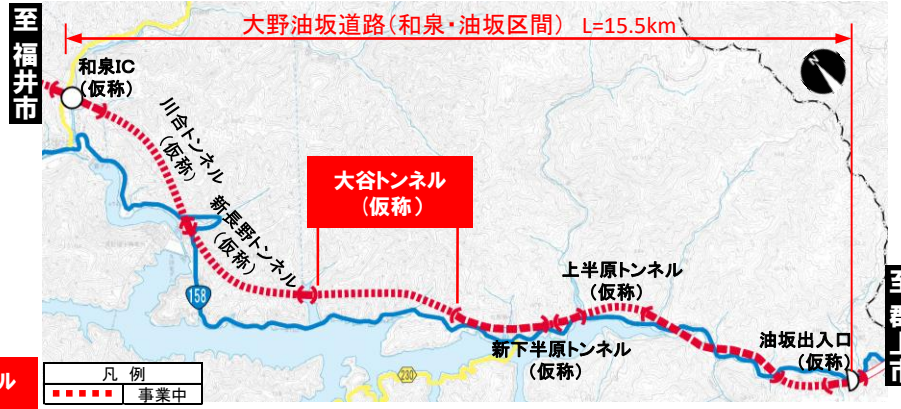 大野油坂道路（和泉・油坂区間） L=15.5km
至 福井市
和泉IC
（仮称）
川合トンネル
（仮称）
新長野トンネル
（仮称）
大谷トンネル
（仮称）
158
上半原トンネル
（仮称）
新下半原トンネル
（仮称）
油坂出入口
（仮称）
230
N
ル
凡 例
事業中